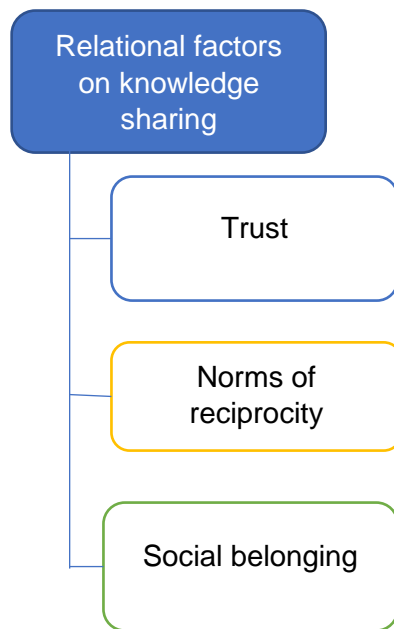 Relational factors
on knowledge
sharing
Trust
Norms of
reciprocity
Social belonging